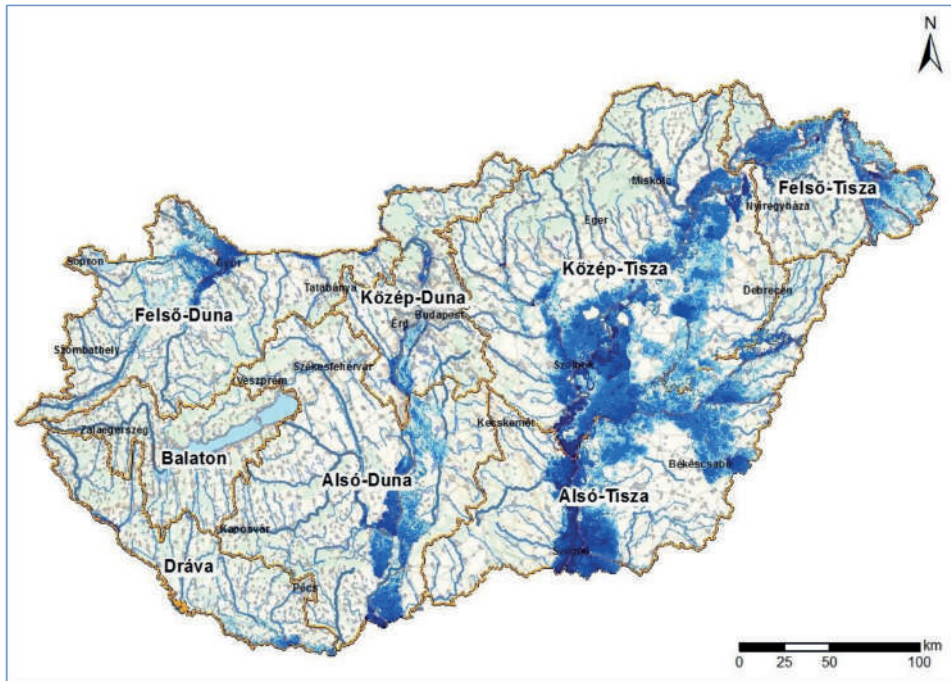 N
Miskolc
Felső-Tisza
Nyíregyháza
Eger
Sopron
Győr
Közép-Tisza
Debrecen
Tatabánya
Közép-Duna
Felső-Duna
Budapest
Érd
Szombathely
Székesfehérvár
Szolnok
Veszprém
Kecskemét
Zalaegerszeg
Balaton
Békéscsaba
Alsó-Duna
Alsó-Tisza
Kaposvár
Szeged
Dráva
Pécs
km
0 25 50 100